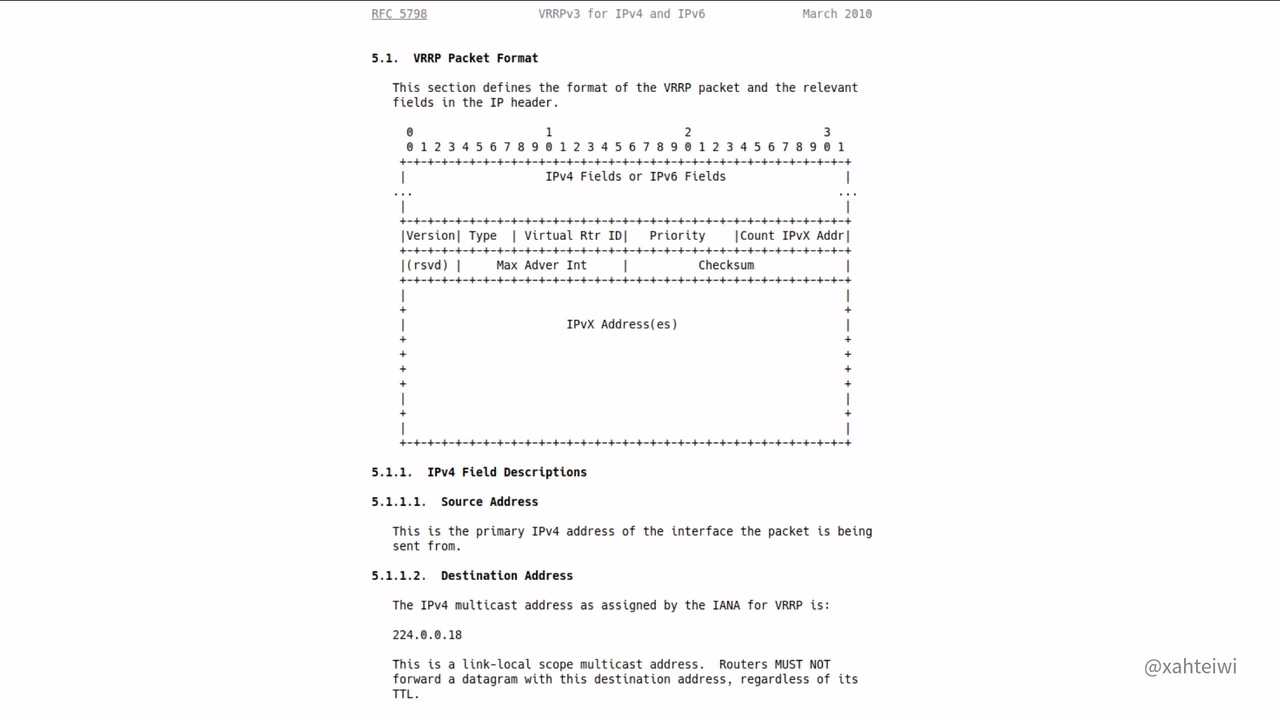 RFC 5798                VRRPv3 for IPv4 and IPv6              March 2010
5.1.  VRRP Packet Format
   This section defines the format of the VRRP packet and the relevant
   fields in the IP header.
     0                   1                   2                   3
     0 1 2 3 4 5 6 7 8 9 0 1 2 3 4 5 6 7 8 9 0 1 2 3 4 5 6 7 8 9 0 1
    +-+-+-+-+-+-+-+-+-+-+-+-+-+-+-+-+-+-+-+-+-+-+-+-+-+-+-+-+-+-+-+-+
    |                    IPv4 Fields or IPv6 Fields                 |
   ...                                                             ...
    |                                                               |
    +-+-+-+-+-+-+-+-+-+-+-+-+-+-+-+-+-+-+-+-+-+-+-+-+-+-+-+-+-+-+-+-+
    |Version| Type  | Virtual Rtr ID|   Priority    |Count IPvX Addr|
    +-+-+-+-+-+-+-+-+-+-+-+-+-+-+-+-+-+-+-+-+-+-+-+-+-+-+-+-+-+-+-+-+
    |(rsvd) |     Max Adver Int     |          Checksum             |
    +-+-+-+-+-+-+-+-+-+-+-+-+-+-+-+-+-+-+-+-+-+-+-+-+-+-+-+-+-+-+-+-+
    |                                                               |
    +                                                               +
    |                       IPvX Address(es)                        |
    +                                                               +
    +                                                               +
    +                                                               +
    +                                                               +
    |                                                               |
    +                                                               +
    |                                                               |
    +-+-+-+-+-+-+-+-+-+-+-+-+-+-+-+-+-+-+-+-+-+-+-+-+-+-+-+-+-+-+-+-+
5.1.1.  IPv4 Field Descriptions
5.1.1.1.  Source Address
   This is the primary IPv4 address of the interface the packet is being
   sent from.
5.1.1.2.  Destination Address
   The IPv4 multicast address as assigned by the IANA for VRRP is:
   224.0.0.18
   This is a link-local scope multicast address.  Routers MUST NOT
   forward a datagram with this destination address, regardless of its
   TTL.
@xahteiwi